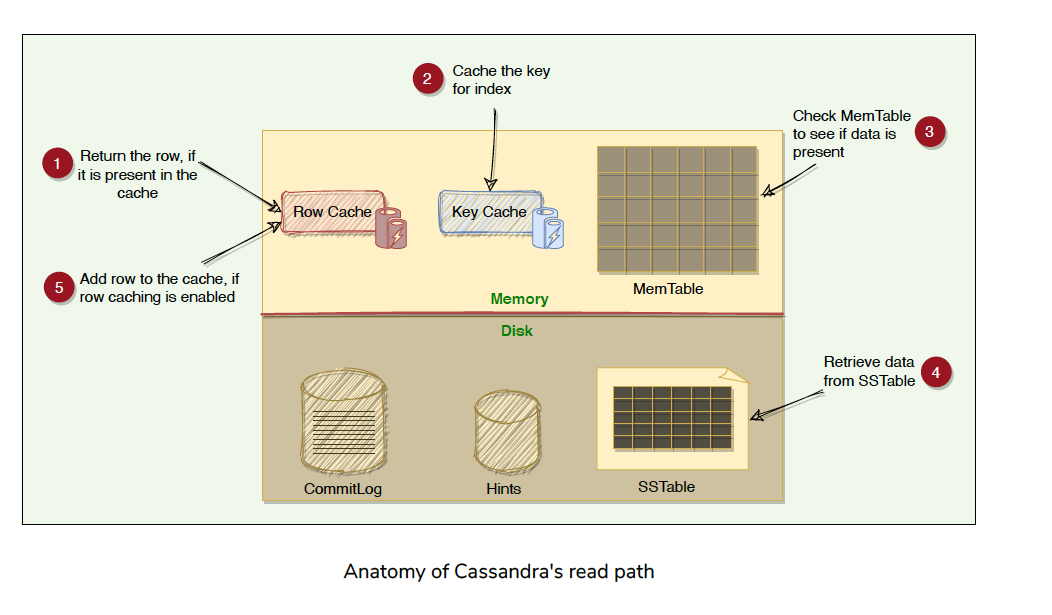 2
Cache the key
for index
Check MemTable
to see if data is
present
3
1
Return the row, if
it is present in the
cache
Row Cache
Key Cache
5
Add row to the cache, if
row caching is enabled
MemTable
Memory
Disk
Retrieve data
from SSTable
4
CommitLog
Hints
SSTable
Anatomy of Cassandra's read path